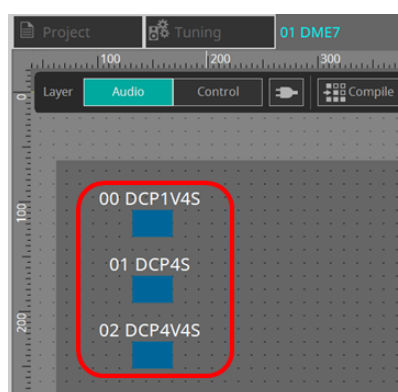 Project
Tuning
01 DME7
100
200
300
Layer
Audio
Control
Compile
0
100
200
00 DCP1V4S
01 DCP4S
02 DCP4V4S